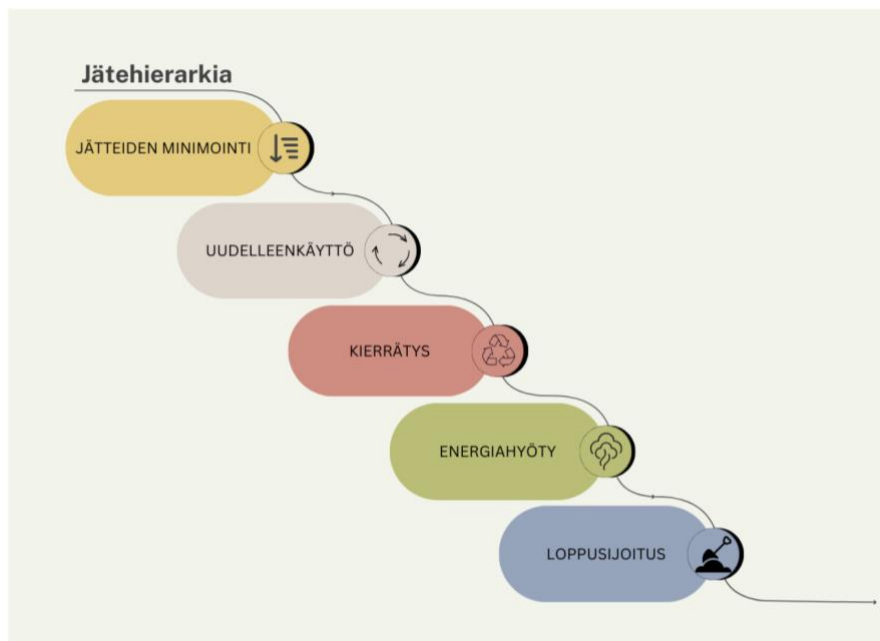 Jätehierarkia
JÄTTEIDEN MINIMOINTI
UUDELLEENKÄYTTÖ
KIERRÄTYS
ENERGIAHYÖTY
LOPPUSIJOITUS